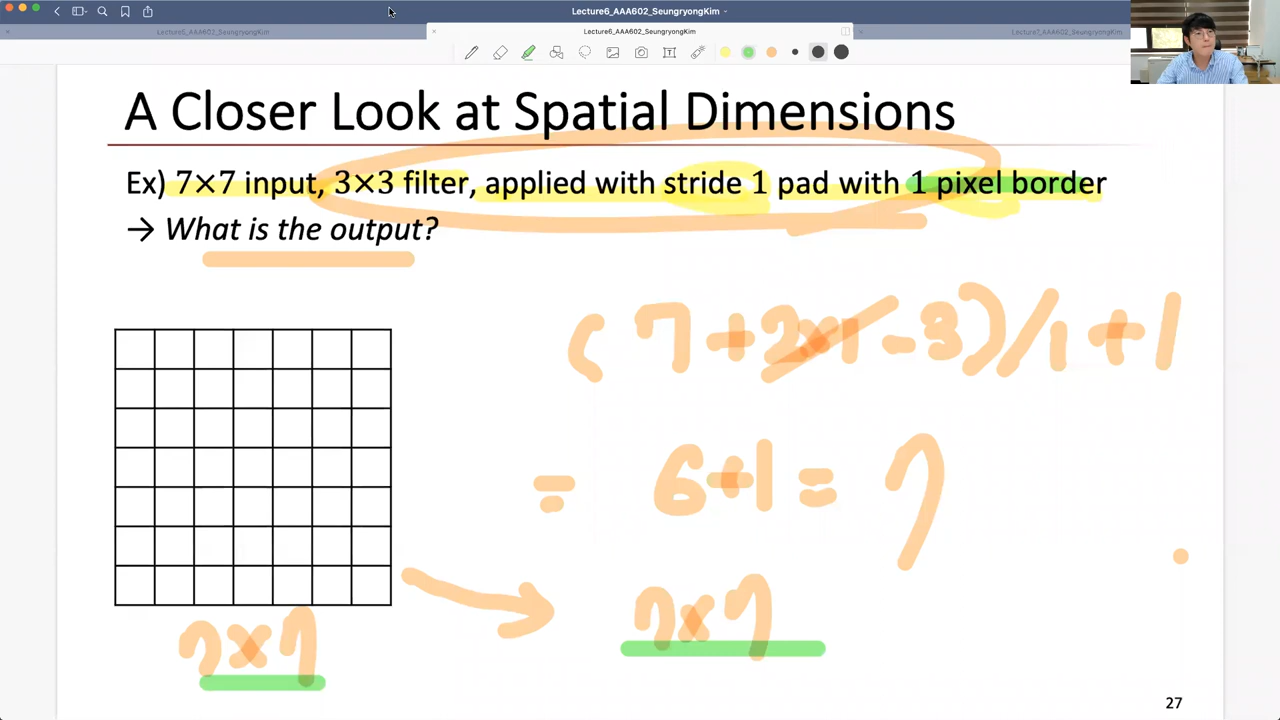 Lecture6_AAA602_SeungryongKim
Lecture5_AAA602_SeungryongKim
Lecture6_AAA602_SeungryongKim
Lecture7_AAA602_SeungryongKim
A Closer Look at Spatial Dimensions
Ex) 7×7 input, 3×3 filter, applied with stride 1 pad with 1 pixel border
→ What is the output?
(7+2×1-3)/1+1
= 6+1 = 7
7×7
7×7
27